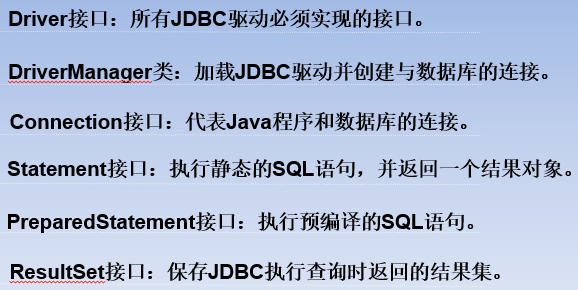 Driver接口：所有JDBC驱动必须实现的接口。
DriverManager类：加载JDBC驱动并创建与数据库的连接。
Connection接口：代表Java程序和数据库的连接。
Statement接口：执行静态的SQL语句，并返回一个结果对象。
PreparedStatement接口：执行预编译的SQL语句。
ResultSet接口：保存JDBC执行查询时返回的结果集。